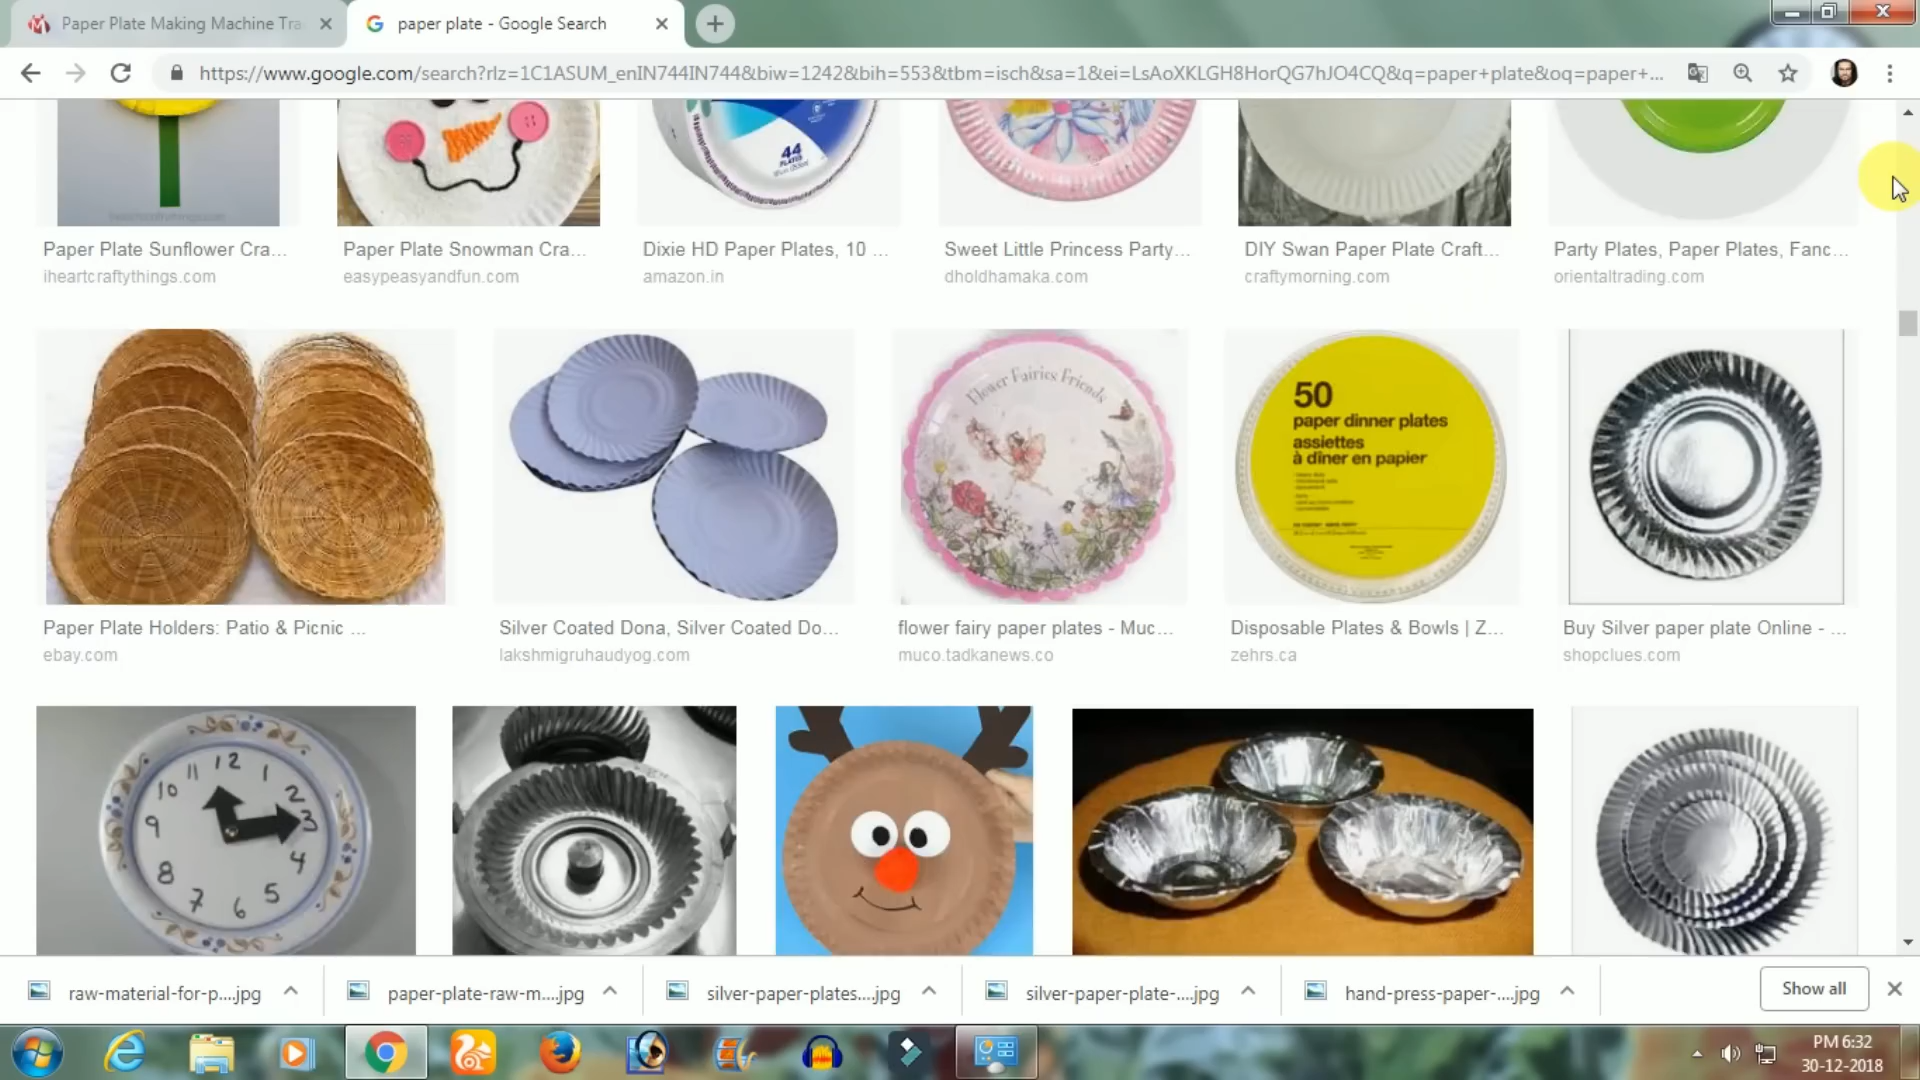 Paper Plate Making Machine Tra
paper plate - Google Search
https://www.google.com/search?rlz=1C1ASUM_enIN744IN744&biw=1242&bih=553&tbm=isch&sa=1&ei=LsAoXKLGH8HorQG7hJO4CQ&q=paper+plate&oq=paper+...
44
PLATES
Paper Plate Sunflower Cra...
iheartcraftythings.com
Paper Plate Snowman Cra...
easypeasyandfun.com
Dixie HD Paper Plates, 10 ...
amazon.in
Sweet Little Princess Party...
dholdhamaka.com
DIY Swan Paper Plate Craft...
craftymorning.com
Party Plates, Paper Plates, Fanc...
orientaltrading.com
Flower Fairies Friends
50
paper dinner plates
assiettes
à dîner en papier
Paper Plate Holders: Patio & Picnic ...
ebay.com
Silver Coated Dona, Silver Coated Do...
lakshmigruhaudyog.com
flower fairy paper plates - Muc...
muco.tadkanews.co
Disposable Plates & Bowls | Z...
zehrs.ca
Buy Silver paper plate Online - ...
shopclues.com
12
1
2
3
4
5
6
7
8
9
10
11
raw-material-for-p....jpg
paper-plate-raw-m....jpg
silver-paper-plates....jpg
silver-paper-plate-....jpg
hand-press-paper-....jpg
Show all
PM 6:32
30-12-2018